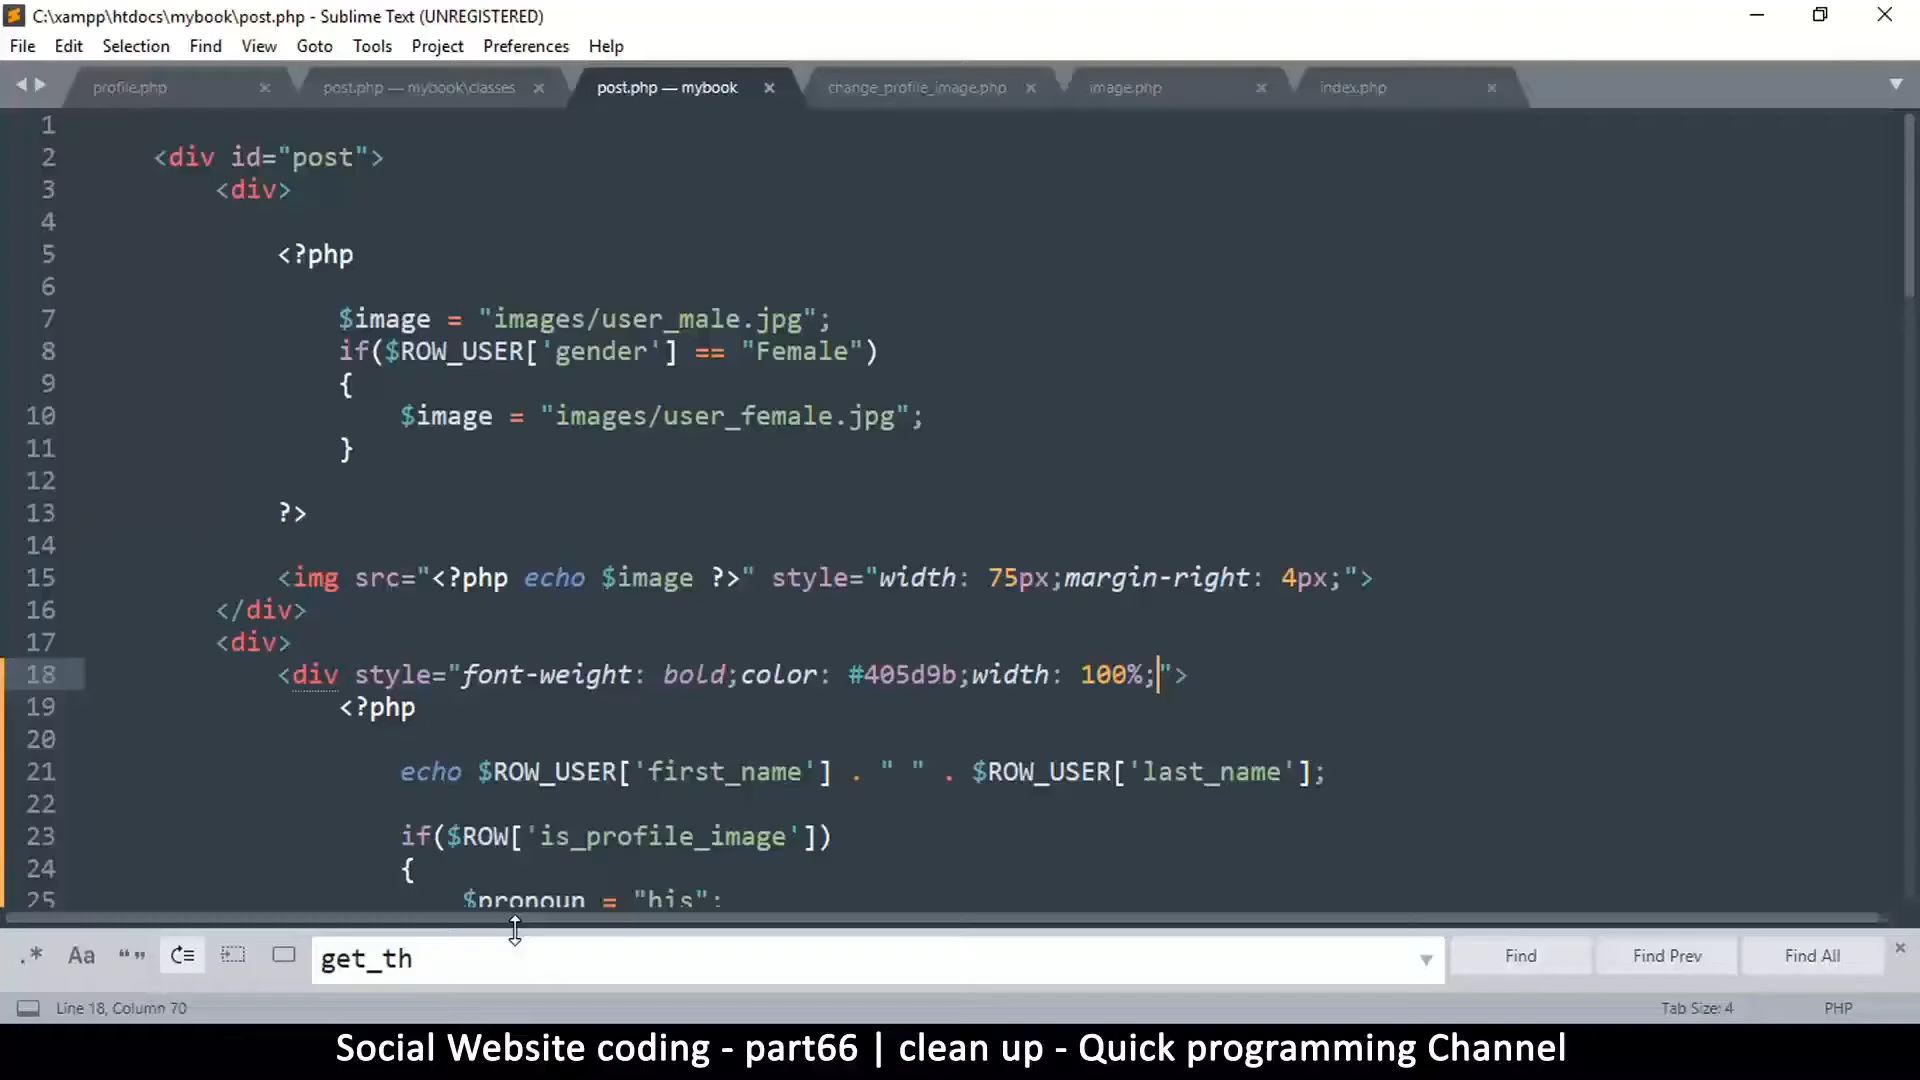 C:\xampp\htdocs\mybook\post.php - Sublime Text (UNREGISTERED)
File Edit Selection Find View Goto Tools Project Preferences Help
profile.php post.php — mybook\classes post.php — mybook change_profile_image.php image.php index.php
1
2 <div id="post">
3 <div>
4
5 <?php
6
7 $image = "images/user_male.jpg";
8 if($ROW_USER['gender'] == "Female")
9 {
10 $image = "images/user_female.jpg";
11 }
12
13 ?>
14
15 <img src="<?php echo $image ?>" style="width: 75px;margin-right: 4px;">
16 </div>
17 <div>
18 <div style="font-weight: bold;color: #405d9b;width: 100%;">
19 <?php
20
21 echo $ROW_USER['first_name'] . " " . $ROW_USER['last_name'];
22
23 if($ROW['is_profile_image'])
24 {
25 $pronoun = "his";
.* Aa “ ” get_th Find Find Prev Find All
Line 18, Column 70 Tab Size: 4 PHP
Social Website coding - part66 | clean up - Quick programming Channel